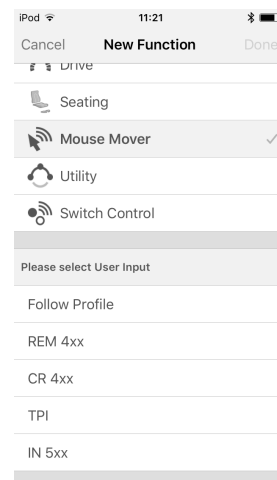 iPod 11:21
Cancel New Function Done
Drive
Seating
Mouse Mover
Utility
Switch Control
Please select User Input
Follow Profile
REM 4xx
CR 4xx
TPI
IN 5xx